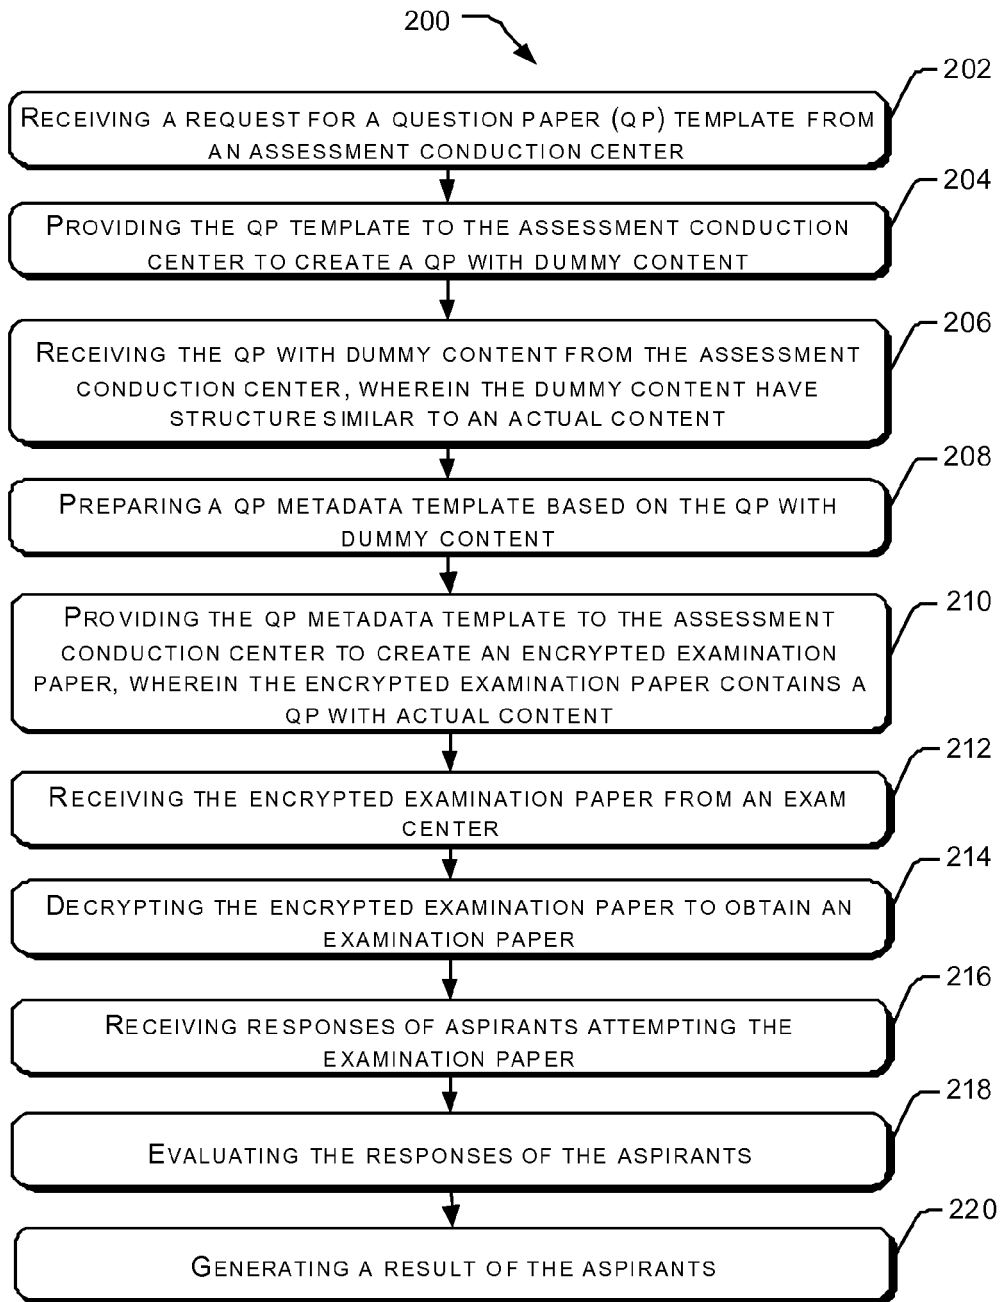 200
202
RECEIVING A REQUEST FOR A QUESTION PAPER (QP) TEMPLATE FROM
AN ASSESSMENT CONDUCTION CENTER
204
PROVIDING THE QP TEMPLATE TO THE ASSESSMENT CONDUCTION
CENTER TO CREATE A QP WITH DUMMY CONTENT
206
RECEIVING THE QP WITH DUMMY CONTENT FROM THE ASSESSMENT
CONDUCTION CENTER, WHEREIN THE DUMMY CONTENT HAVE
STRUCTURE SIMILAR TO AN ACTUAL CONTENT
208
PREPARING A QP METADATA TEMPLATE BASED ON THE QP WITH
DUMMY CONTENT
210
PROVIDING THE QP METADATA TEMPLATE TO THE ASSESSMENT
CONDUCTION CENTER TO CREATE AN ENCRYPTED EXAMINATION
PAPER, WHEREIN THE ENCRYPTED EXAMINATION PAPER CONTAINS A
QP WITH ACTUAL CONTENT
212
RECEIVING THE ENCRYPTED EXAMINATION PAPER FROM AN EXAM
CENTER
214
DECRYPTING THE ENCRYPTED EXAMINATION PAPER TO OBTAIN AN
EXAMINATION PAPER
216
RECEIVING RESPONSES OF ASPIRANTS ATTEMPTING THE
EXAMINATION PAPER
218
EVALUATING THE RESPONSES OF THE ASPIRANTS
220
GENERATING A RESULT OF THE ASPIRANTS